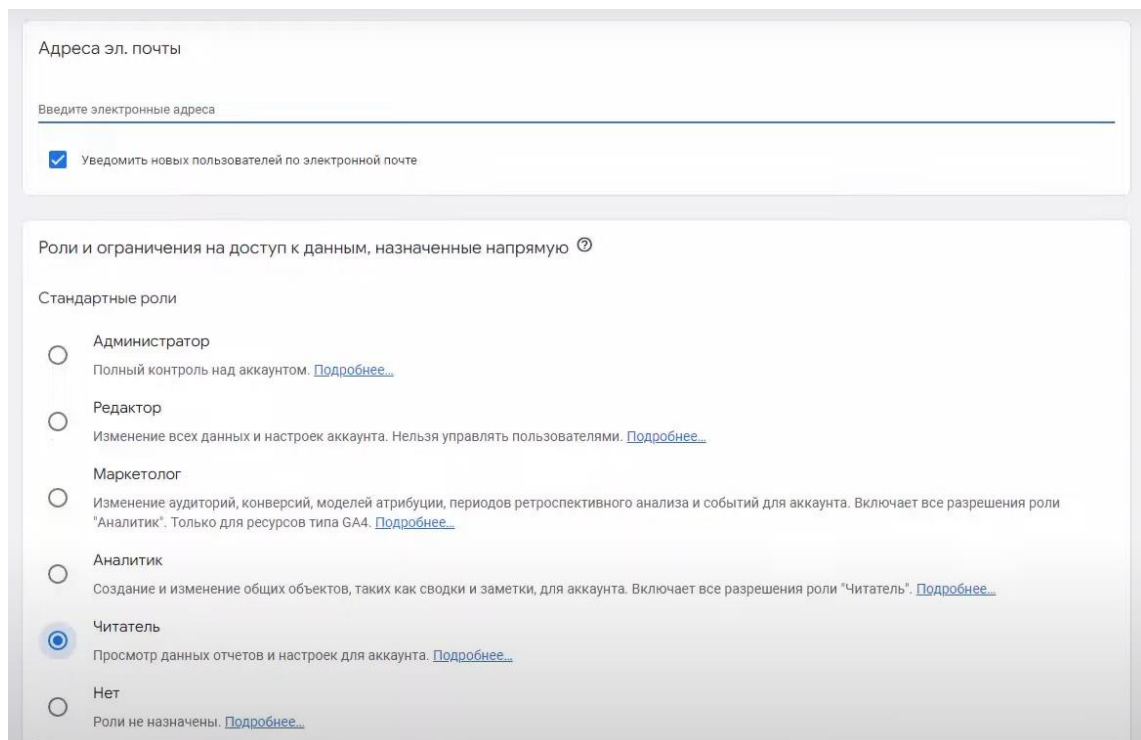 Адреса эл. почты
Введите электронные адреса
Уведомить новых пользователей по электронной почте
Роли и ограничения на доступ к данным, назначенные напрямую
Стандартные роли
Администратор
Полный контроль над аккаунтом. Подробнее...
Редактор
Изменение всех данных и настроек аккаунта. Нельзя управлять пользователями. Подробнее...
Маркетолог
Изменение аудиторий, конверсий, моделей атрибуции, периодов ретроспективного анализа и событий для аккаунта. Включает все разрешения роли
"Аналитик". Только для ресурсов типа GA4. Подробнее...
Аналитик
Создание и изменение общих объектов, таких как сводки и заметки, для аккаунта. Включает все разрешения роли "Читатель". Подробнее...
Читатель
Просмотр данных отчетов и настроек для аккаунта. Подробнее...
Нет
Роли не назначены. Подробнее...